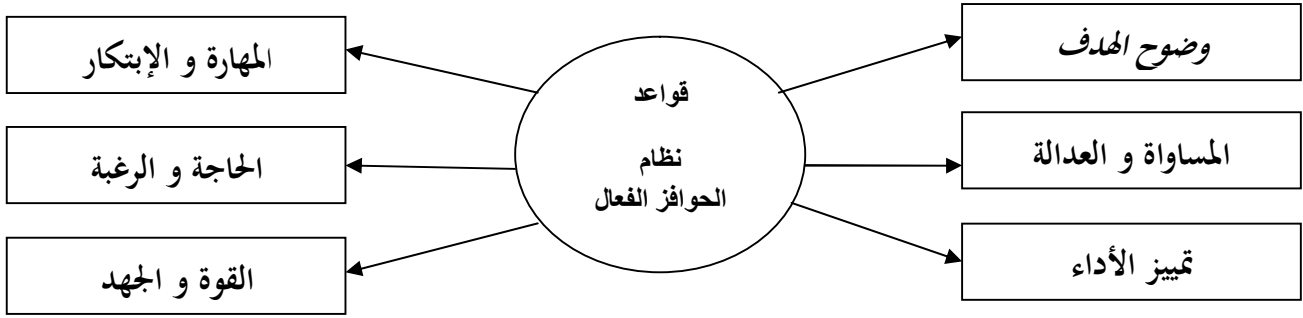 قواعد
نظام
الحوافز الفعال
وضوح الهدف
المساواة و العدالة
تمييز الأداء
المهارة و الإبتكار
الحاجة و الرغبة
القوة و الجهد